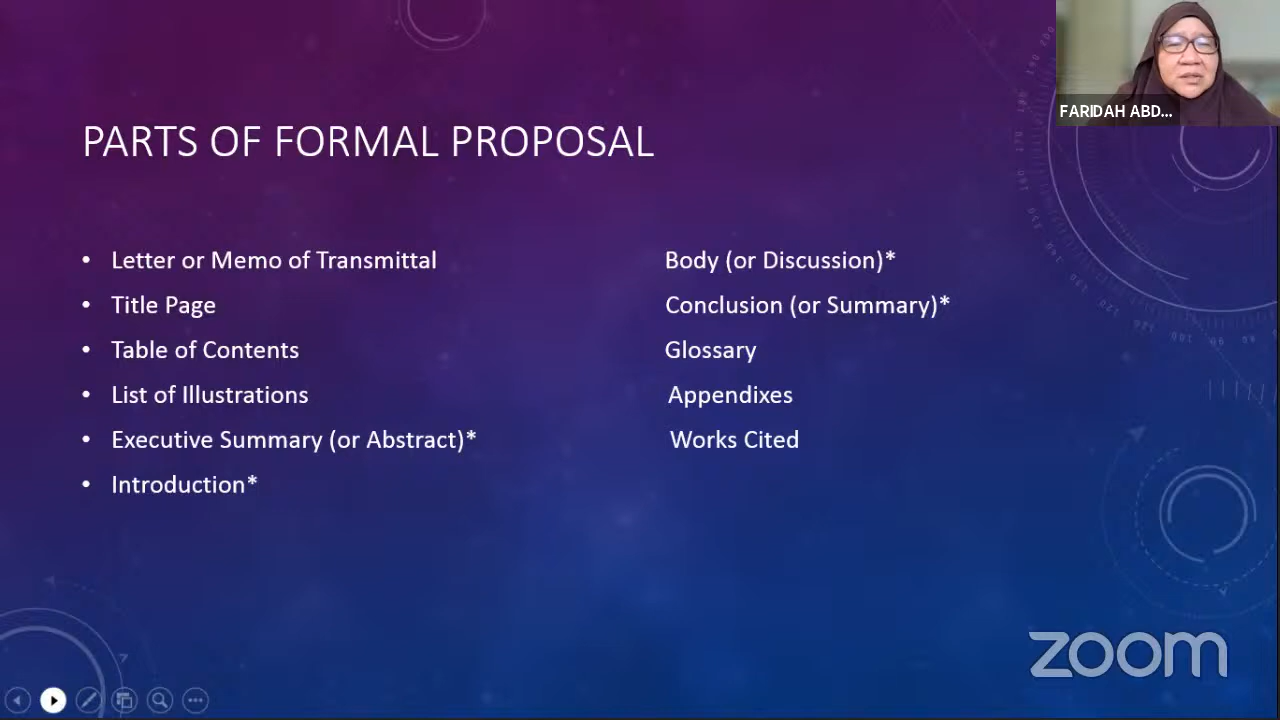 PARTS OF FORMAL PROPOSAL
• Letter or Memo of Transmittal
• Title Page
• Table of Contents
• List of Illustrations
• Executive Summary (or Abstract)*
• Introduction*
Body (or Discussion)*
Conclusion (or Summary)*
Glossary
Appendixes
Works Cited
FARIDAH ABD...
zoom